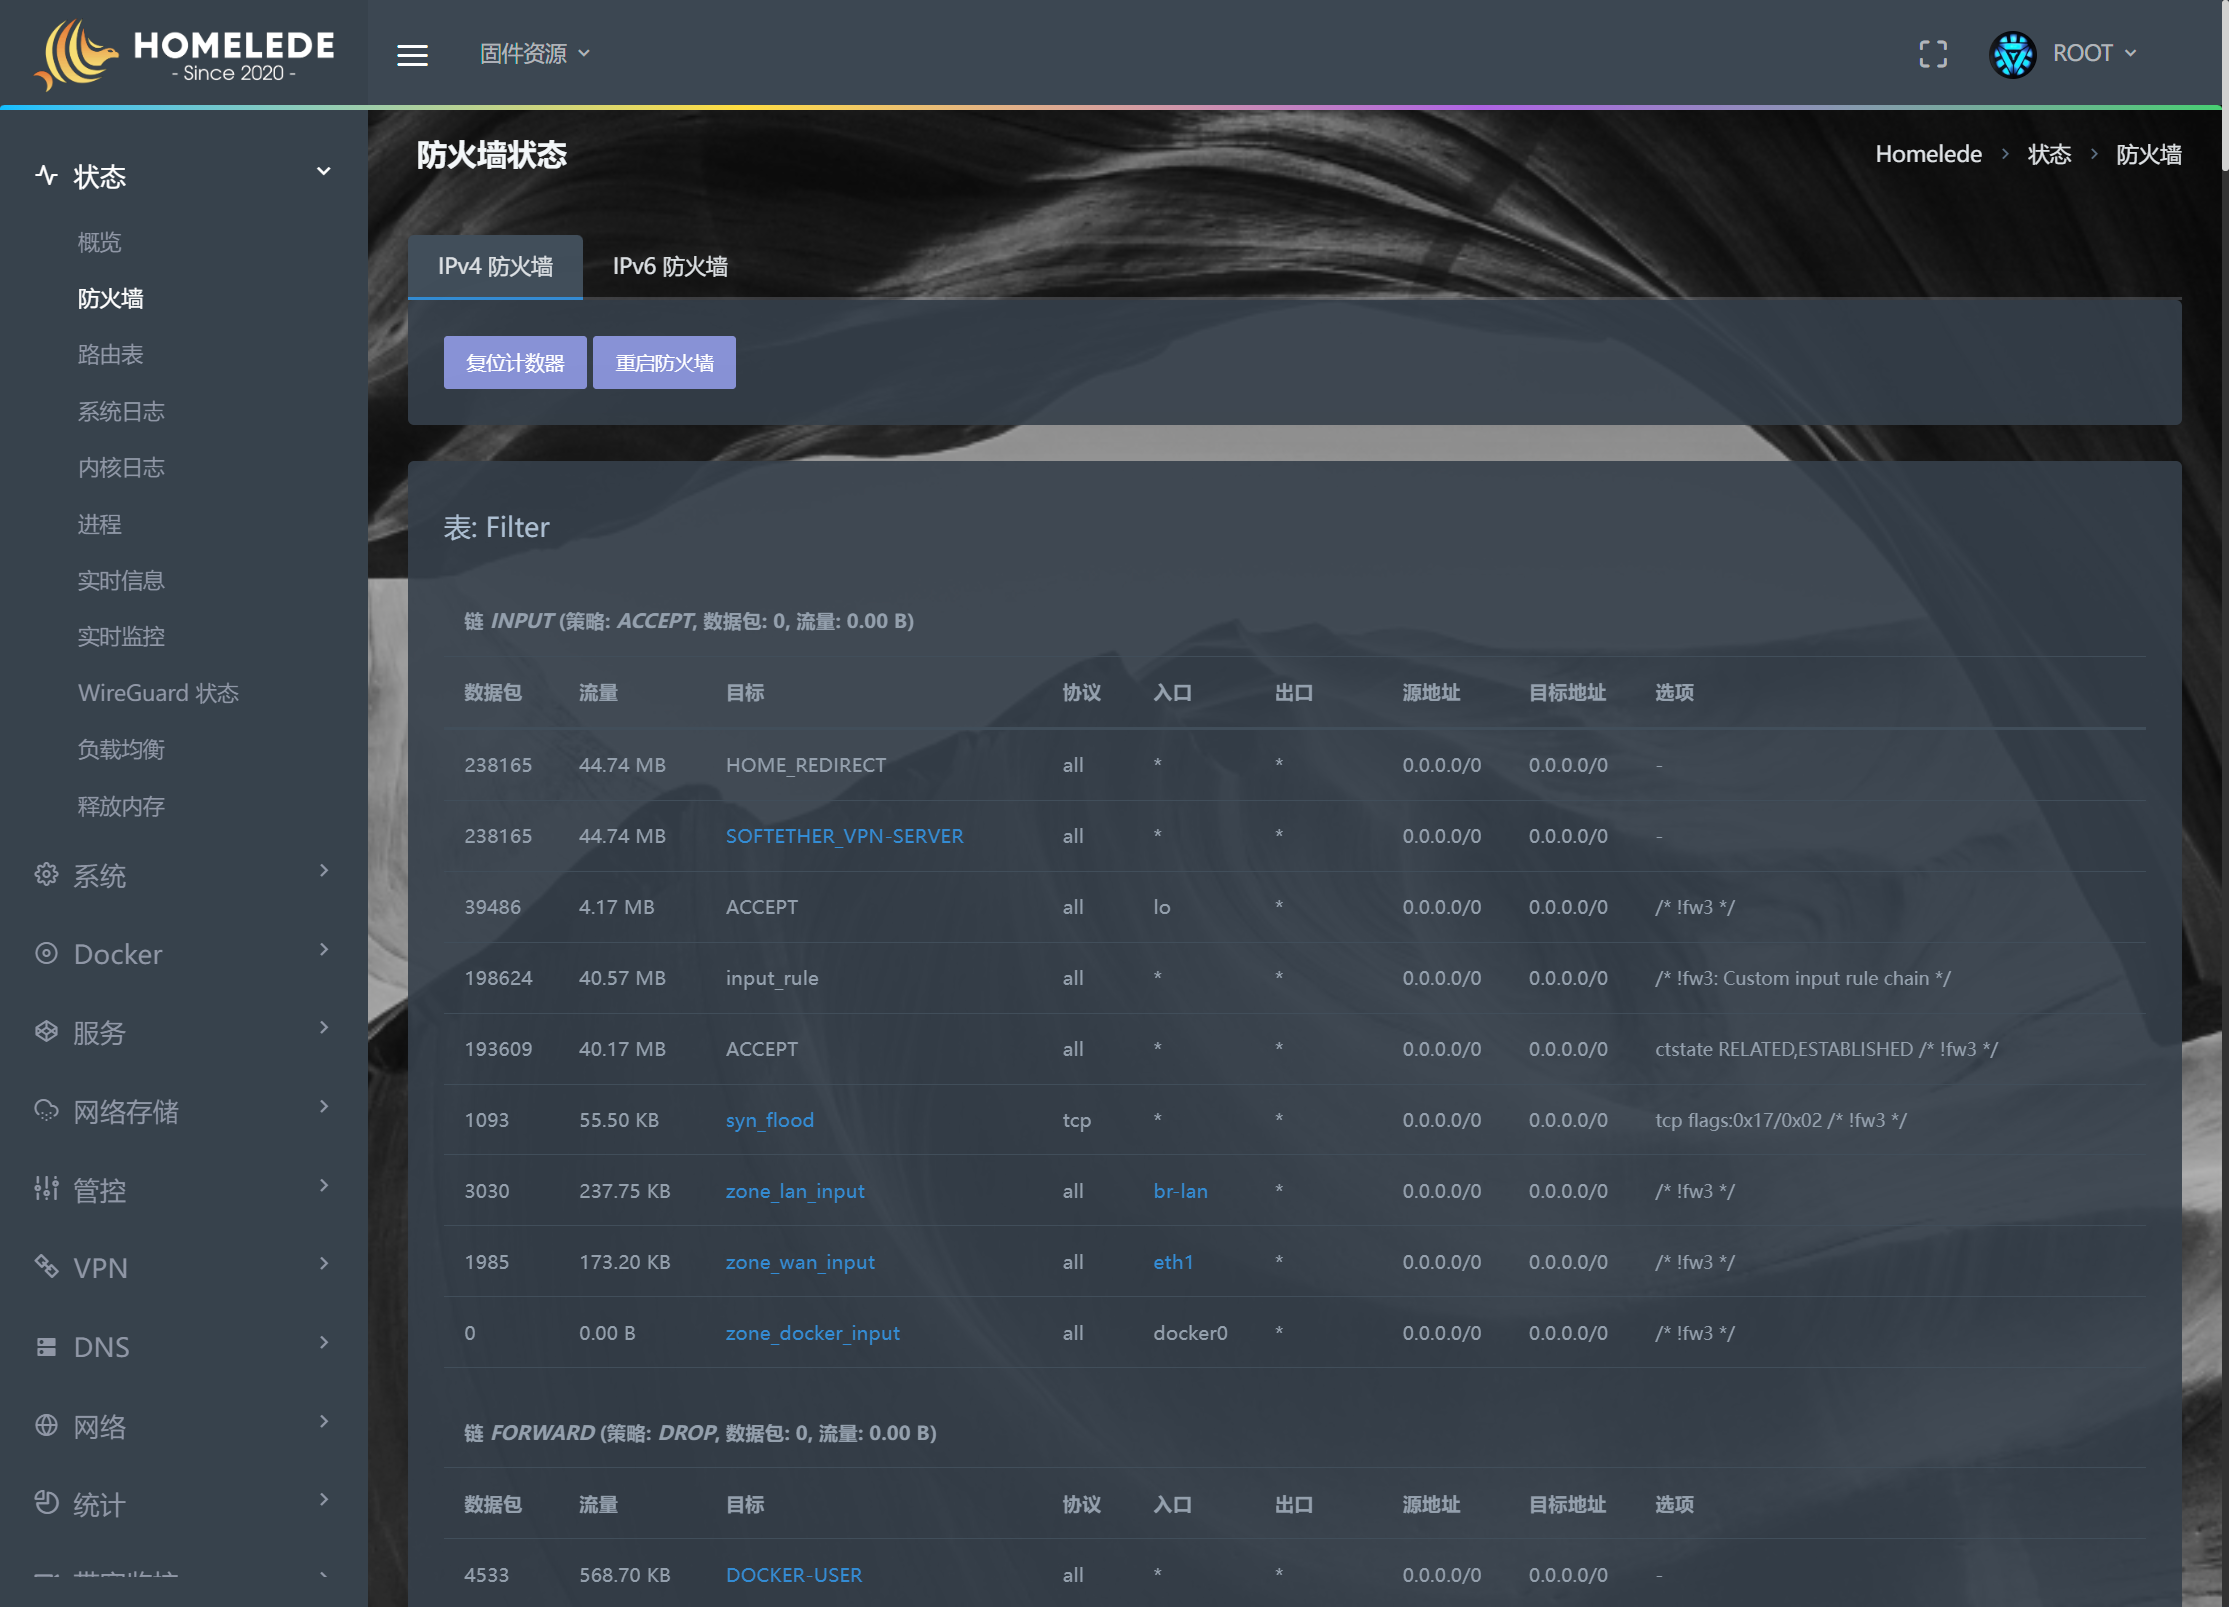 HOMELEDE
- Since 2020 -
固件资源
ROOT
状态
概览
防火墙
路由表
系统日志
内核日志
进程
实时信息
实时监控
WireGuard 状态
负载均衡
释放内存
系统
Docker
服务
网络存储
管控
VPN
DNS
网络
统计
防火墙状态
Homelede 状态 防火墙
IPv4 防火墙 IPv6 防火墙
复位计数器 重启防火墙
表: Filter
链 INPUT (策略: ACCEPT, 数据包: 0, 流量: 0.00 B)
数据包 流量 目标 协议 入口 出口 源地址 目标地址 选项
238165 44.74 MB HOME_REDIRECT all * * 0.0.0.0/0 0.0.0.0/0 -
238165 44.74 MB SOFTETHER_VPN-SERVER all * * 0.0.0.0/0 0.0.0.0/0 -
39486 4.17 MB ACCEPT all lo * 0.0.0.0/0 0.0.0.0/0 /* !fw3 */
198624 40.57 MB input_rule all * * 0.0.0.0/0 0.0.0.0/0 /* !fw3: Custom input rule chain */
193609 40.17 MB ACCEPT all * * 0.0.0.0/0 0.0.0.0/0 ctstate RELATED,ESTABLISHED /* !fw3 */
1093 55.50 KB syn_flood tcp * * 0.0.0.0/0 0.0.0.0/0 tcp flags:0x17/0x02 /* !fw3 */
3030 237.75 KB zone_lan_input all br-lan * 0.0.0.0/0 0.0.0.0/0 /* !fw3 */
1985 173.20 KB zone_wan_input all eth1 * 0.0.0.0/0 0.0.0.0/0 /* !fw3 */
0 0.00 B zone_docker_input all docker0 * 0.0.0.0/0 0.0.0.0/0 /* !fw3 */
链 FORWARD (策略: DROP, 数据包: 0, 流量: 0.00 B)
数据包 流量 目标 协议 入口 出口 源地址 目标地址 选项
4533 568.70 KB DOCKER-USER all * * 0.0.0.0/0 0.0.0.0/0 -